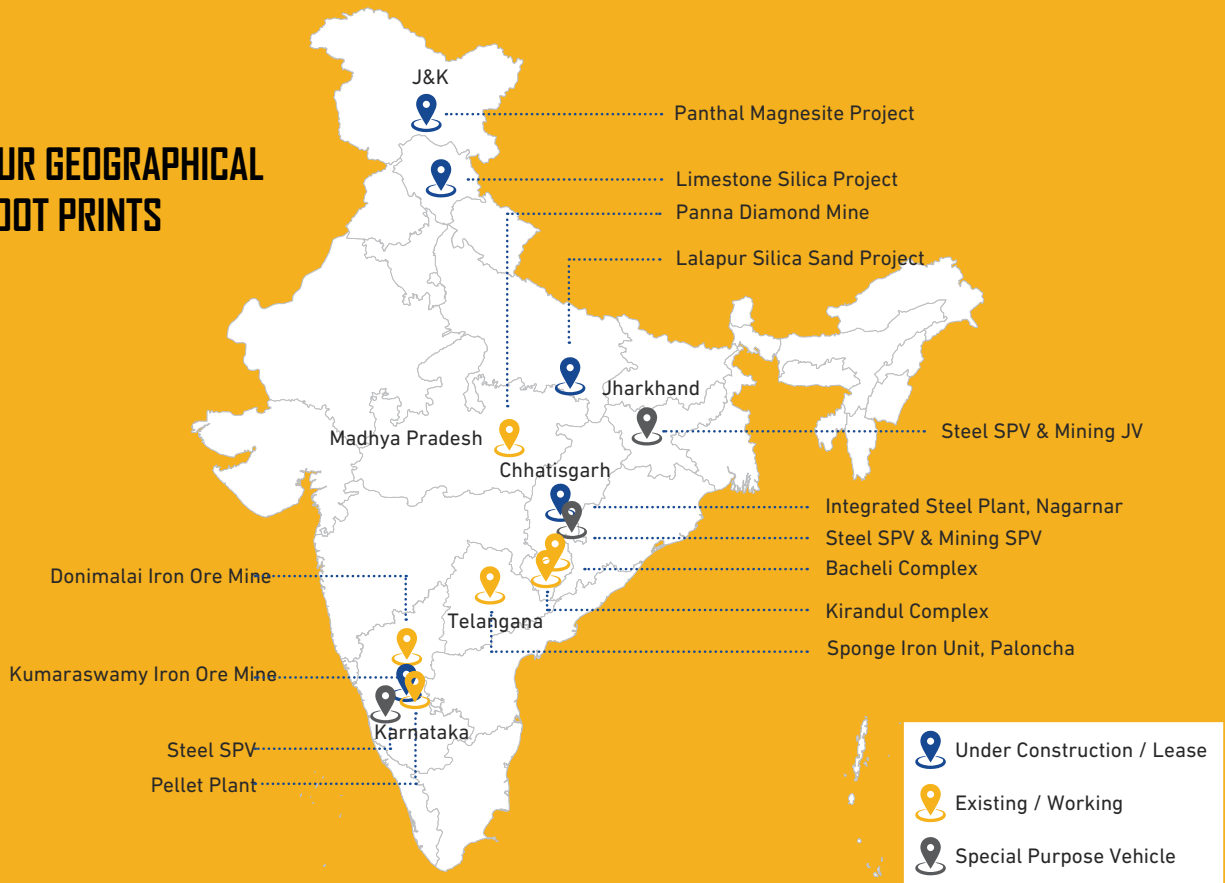 UR GEOGRAPHICAL
OOT PRINTS
J&K
Panthal Magnesite Project
Limestone Silica Project
Panna Diamond Mine
Lalapur Silica Sand Project
Jharkhand
Madhya Pradesh
Steel SPV & Mining JV
Chhatisgarh
Integrated Steel Plant, Nagarnar
Steel SPV & Mining SPV
Bacheli Complex
Donimalai Iron Ore Mine
Kirandul Complex
Telangana
Sponge Iron Unit, Paloncha
Kumaraswamy Iron Ore Mine
Karnataka
Steel SPV
Pellet Plant
Under Construction / Lease
Existing / Working
Special Purpose Vehicle